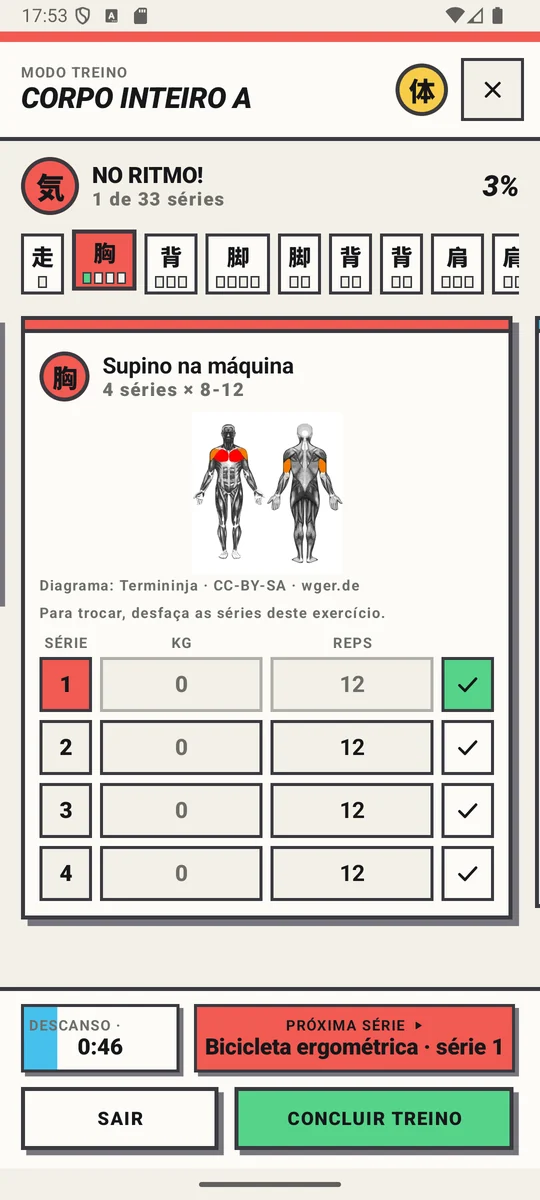 17:53
MODO TREINO
CORPO INTEIRO A
体
気
NO RITMO!
1 de 33 séries
3%
走 胸 背 脚 脚 背 背 肩 肩
胸
Supino na máquina
4 séries × 8-12
Diagrama: Termininja · CC-BY-SA · wger.de
Para trocar, desfaça as séries deste exercício.
SÉRIE KG REPS
1 0 12
2 0 12
3 0 12
4 0 12
DESCANSO ·
0:46
PRÓXIMA SÉRIE
Bicicleta ergométrica · série 1
SAIR
CONCLUIR TREINO